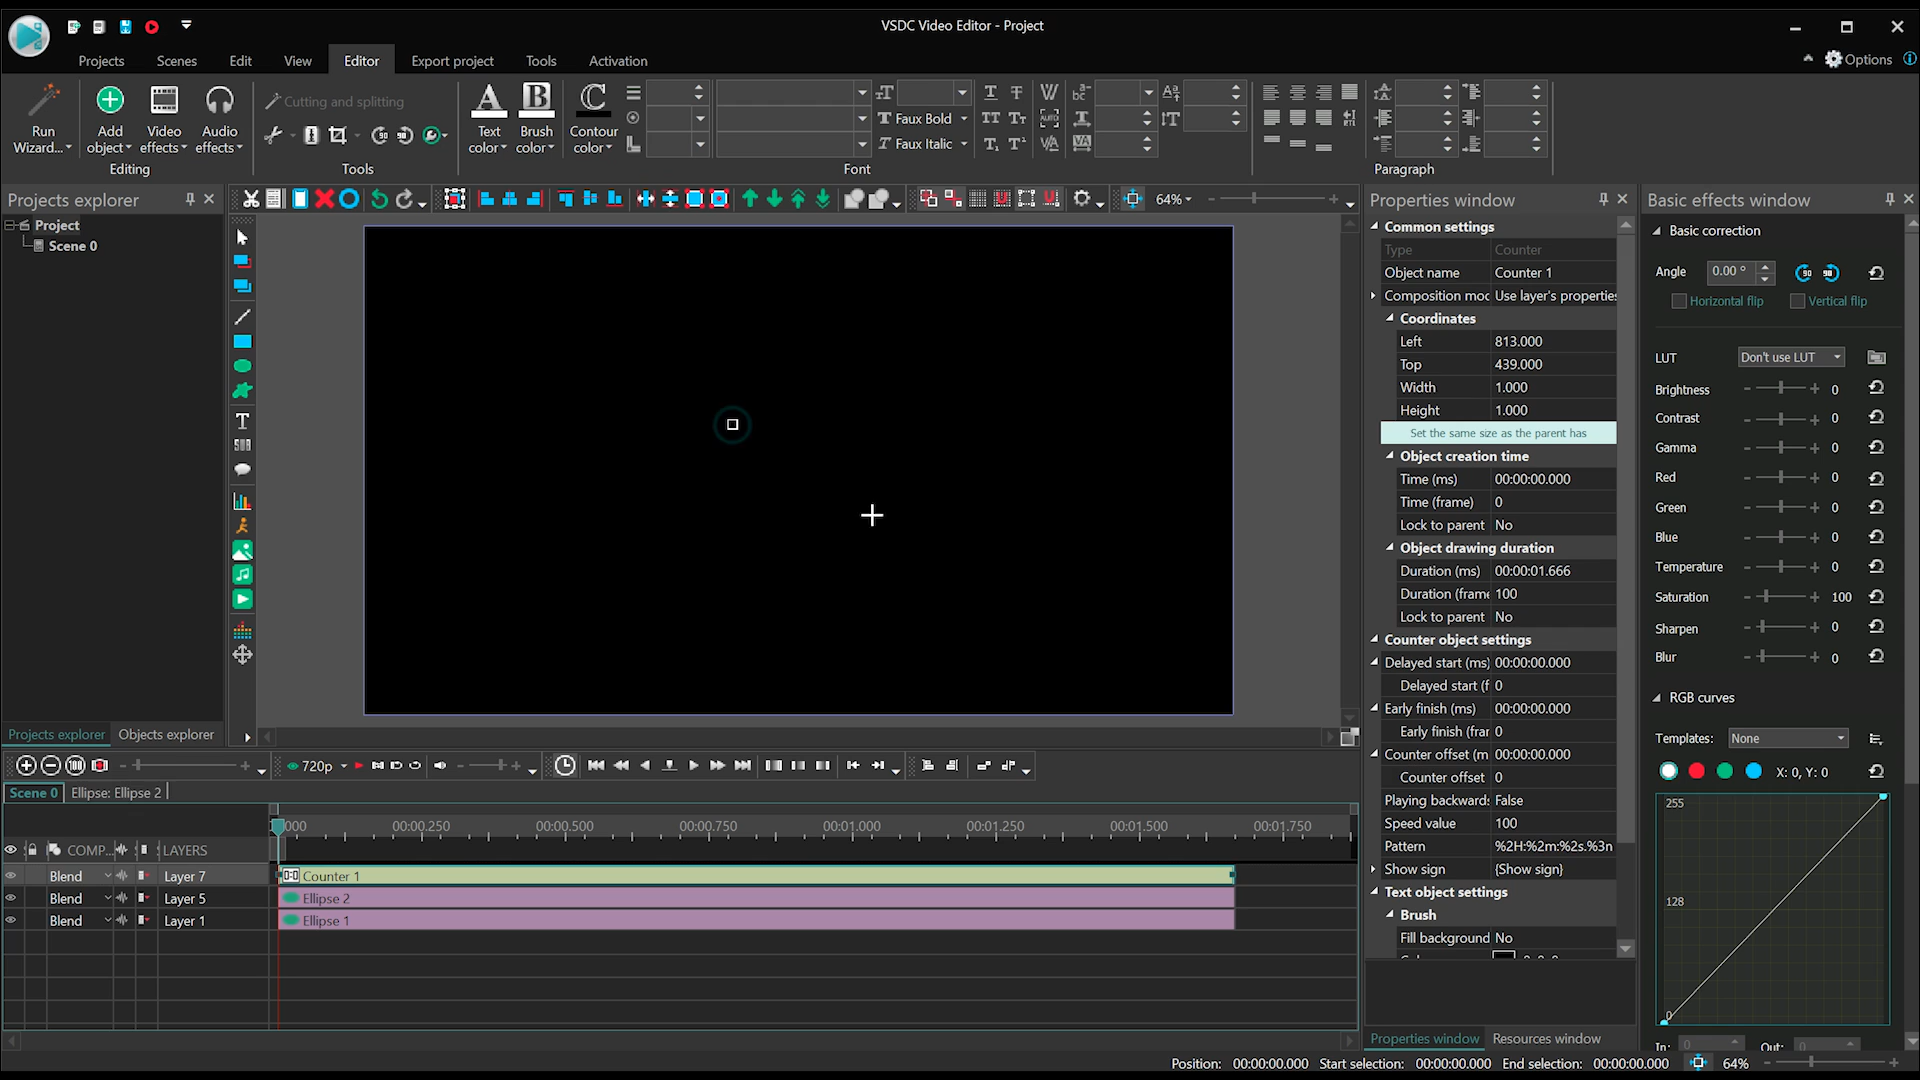 VSDC Video Editor - Project
Projects
Scenes
Edit
View
Editor
Export project
Tools
Activation
Options
Run Wizard...
Add object
Video effects
Audio effects
Editing
Cutting and splitting
Tools
Text color
Brush color
Contour color
Faux Bold
Faux Italic
Font
Paragraph
Projects explorer
Project
Scene 0
64%
Projects explorer
Objects explorer
Properties window
Common settings
Type Counter
Object name Counter 1
Composition moc Use layer's properties
Coordinates
Left 813.000
Top 439.000
Width 1.000
Height 1.000
Set the same size as the parent has
Object creation time
Time (ms) 00:00:00.000
Time (frame) 0
Lock to parent No
Object drawing duration
Duration (ms) 00:00:01.666
Duration (frame 100
Lock to parent No
Counter object settings
Delayed start (ms) 00:00:00.000
Delayed start (f 0
Early finish (ms) 00:00:00.000
Early finish (frar 0
Counter offset (m 00:00:00.000
Counter offset 0
Playing backwards False
Speed value 100
Pattern %2H:%2m:%2s.%3n
Show sign {Show sign}
Text object settings
Brush
Fill background No
Properties window
Resources window
Basic effects window
Basic correction
Angle 0.00 °
Horizontal flip
Vertical flip
LUT Don't use LUT
Brightness 0
Contrast 0
Gamma 0
Red 0
Green 0
Blue 0
Temperature 0
Saturation 100
Sharpen 0
Blur 0
RGB curves
Templates: None
X: 0, Y: 0
255
128
0
In: 0 Out: 0
720p
Scene 0
Ellipse: Ellipse 2
000 00:00.250 00:00.500 00:00.750 00:01.000 00:01.250 00:01.500 00:01.750
COMP... LAYERS
Blend Layer 7 Counter 1
Blend Layer 5 Ellipse 2
Blend Layer 1 Ellipse 1
Position: 00:00:00.000 Start selection: 00:00:00.000 End selection: 00:00:00.000 64%